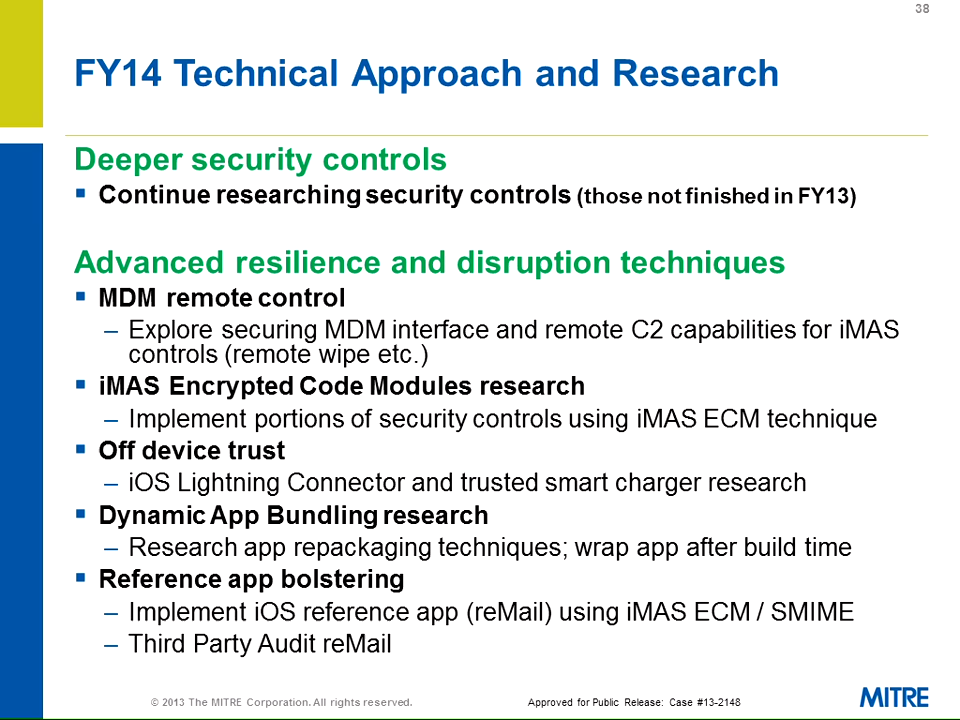 38
FY14 Technical Approach and Research
Deeper security controls
▪ Continue researching security controls (those not finished in FY13)
Advanced resilience and disruption techniques
▪ MDM remote control
– Explore securing MDM interface and remote C2 capabilities for iMAS
controls (remote wipe etc.)
▪ iMAS Encrypted Code Modules research
– Implement portions of security controls using iMAS ECM technique
▪ Off device trust
– iOS Lightning Connector and trusted smart charger research
▪ Dynamic App Bundling research
– Research app repackaging techniques; wrap app after build time
▪ Reference app bolstering
– Implement iOS reference app (reMail) using iMAS ECM / SMIME
– Third Party Audit reMail
© 2013 The MITRE Corporation. All rights reserved. Approved for Public Release: Case #13-2148
MITRE